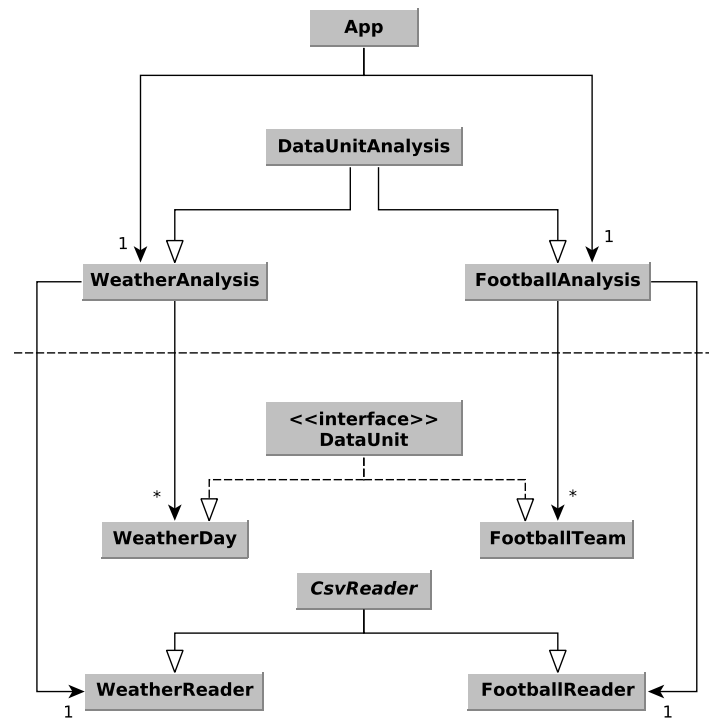 App
DataUnitAnalysis
1
1
WeatherAnalysis
FootballAnalysis
<<interface>>
DataUnit
*
*
WeatherDay
FootballTeam
CsvReader
WeatherReader
FootballReader
1
1